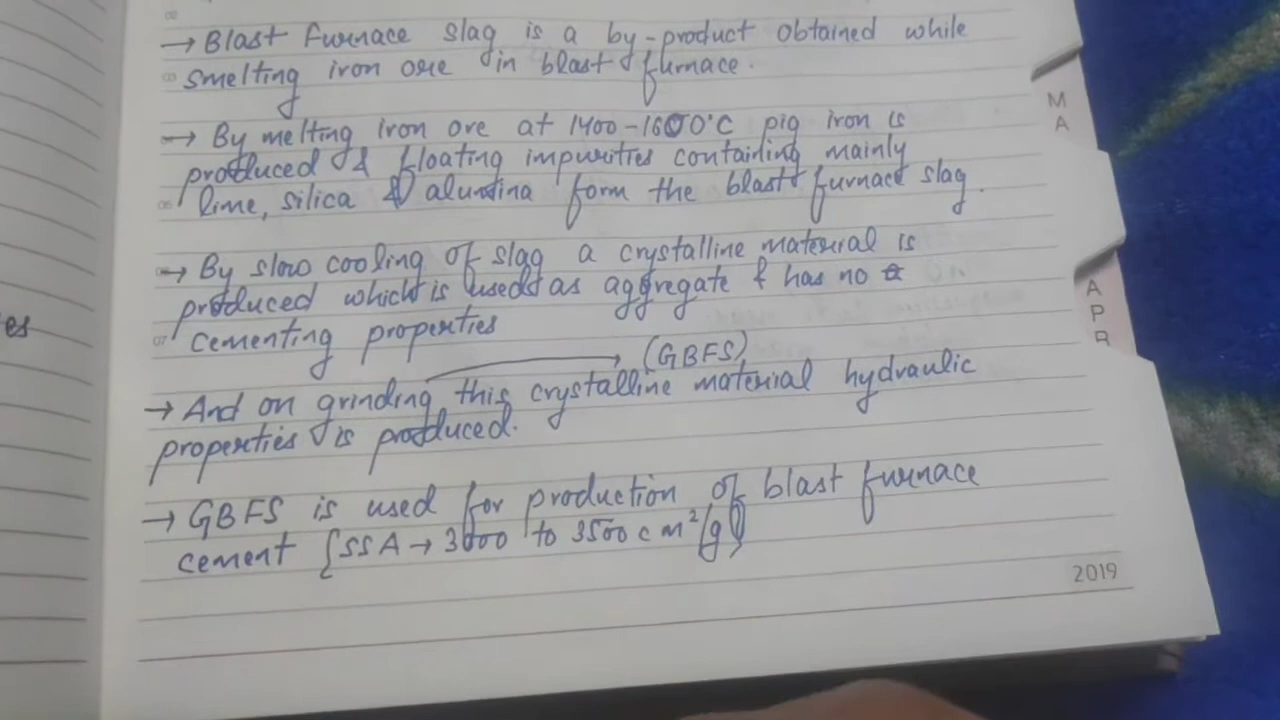 → Blast furnace slag is a by-product obtained while
smelting iron ore in blast furnace.
→ By melting iron ore at 1400-1600°C pig iron is
produced & floating impurities containing mainly
lime, silica & alumina form the blast furnace slag.
→ By slow cooling of slag a crystalline material is
produced which is used as aggregate & has no
cementing properties
(GBFS)
→ And on grinding this crystalline material hydraulic
properties is produced.
→ GBFS is used for production of blast furnace
cement [SSA → 3000 to 3500 cm²/g]
es
MA
APR
2019